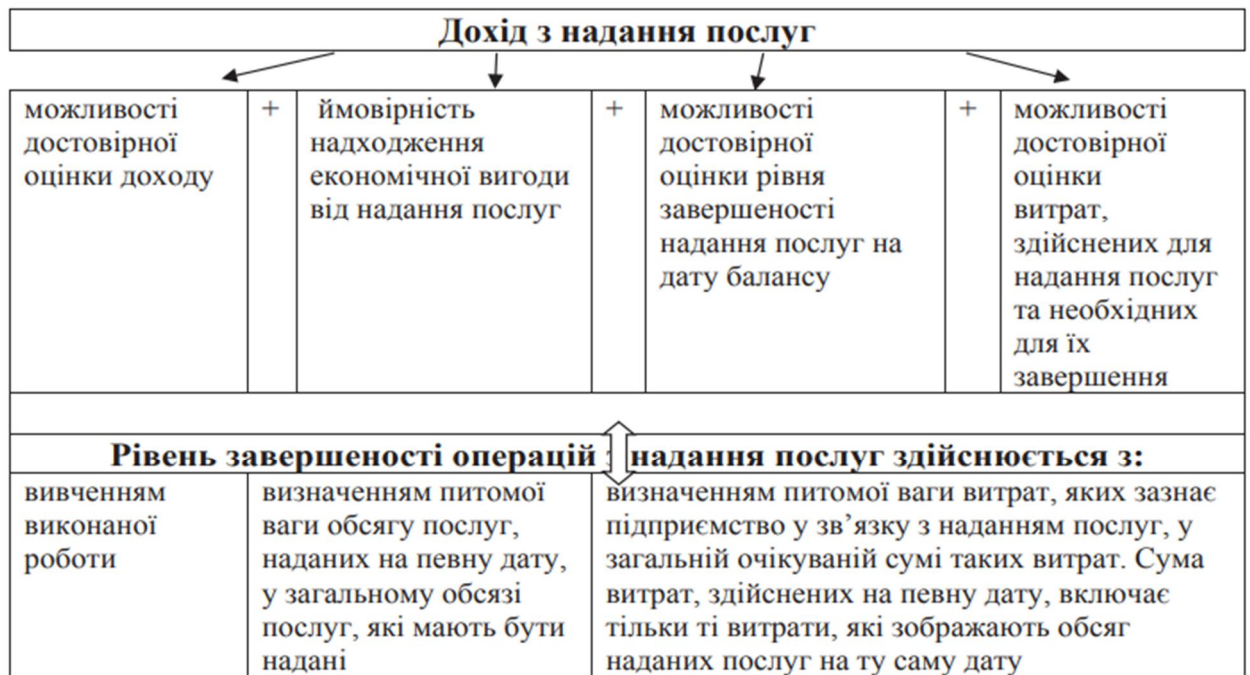 Дохід з надання послуг
можливості
достовірної
оцінки доходу
+
ймовірність
надходження
економічної вигоди
від надання послуг
+
можливості
достовірної
оцінки рівня
завершеності
надання послуг на
дату балансу
+
можливості
достовірної
оцінки
витрат,
здійснених для
надання послуг
та необхідних
для їх
завершення
Рівень завершеності операцій з надання послуг здійснюється з:
вивченням
виконаної
роботи
визначенням питомої
ваги обсягу послуг,
наданих на певну дату,
у загальному обсязі
послуг, які мають бути
надані
визначенням питомої ваги витрат, яких зазнає
підприємство у зв’язку з наданням послуг, у
загальній очікуваній сумі таких витрат. Сума
витрат, здійснених на певну дату, включає
тільки ті витрати, які зображають обсяг
наданих послуг на ту саму дату